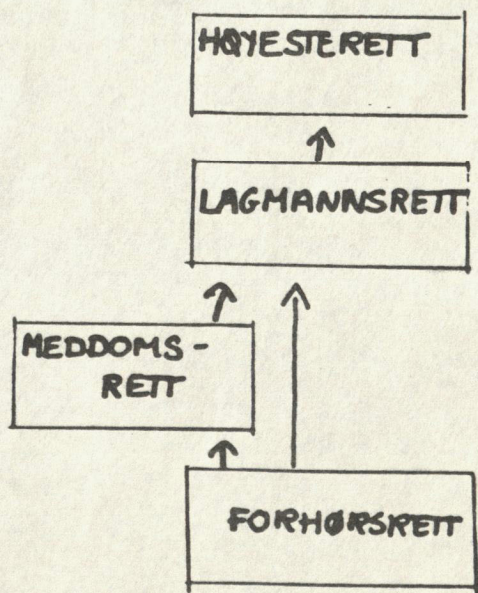 HØYESTERETT
LAGMANNSRETT
MEDDOMS-
RETT
FORHØRSRETT